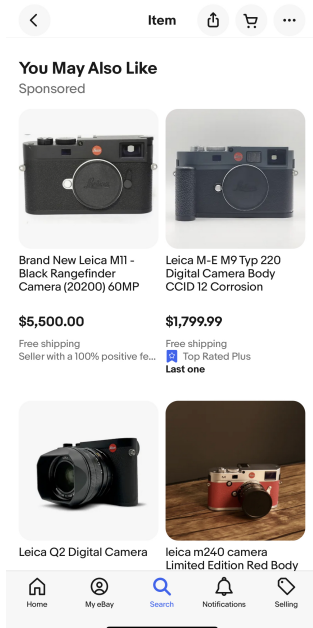 Item
You May Also Like
Sponsored
Brand New Leica M11 -
Black Rangefinder
Camera (20200) 60MP
$5,500.00
Free shipping
Seller with a 100% positive fe...
Leica M-E M9 Typ 220
Digital Camera Body
CCID 12 Corrosion
$1,799.99
Free shipping
Top Rated Plus
Last one
Leica Q2 Digital Camera
leica m240 camera
Limited Edition Red Body
Home
My eBay
Search
Notifications
Selling